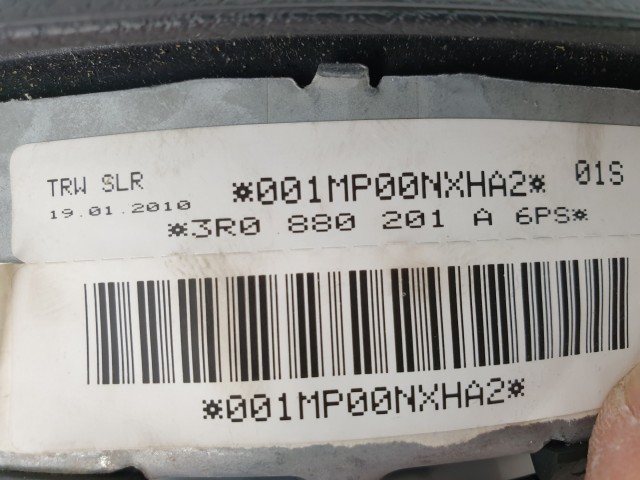 TRW SLR *001MP00NXHA2* 01S
19.01.2010
*3R0 880 201 A 6PS*
*001MP00NXHA2*